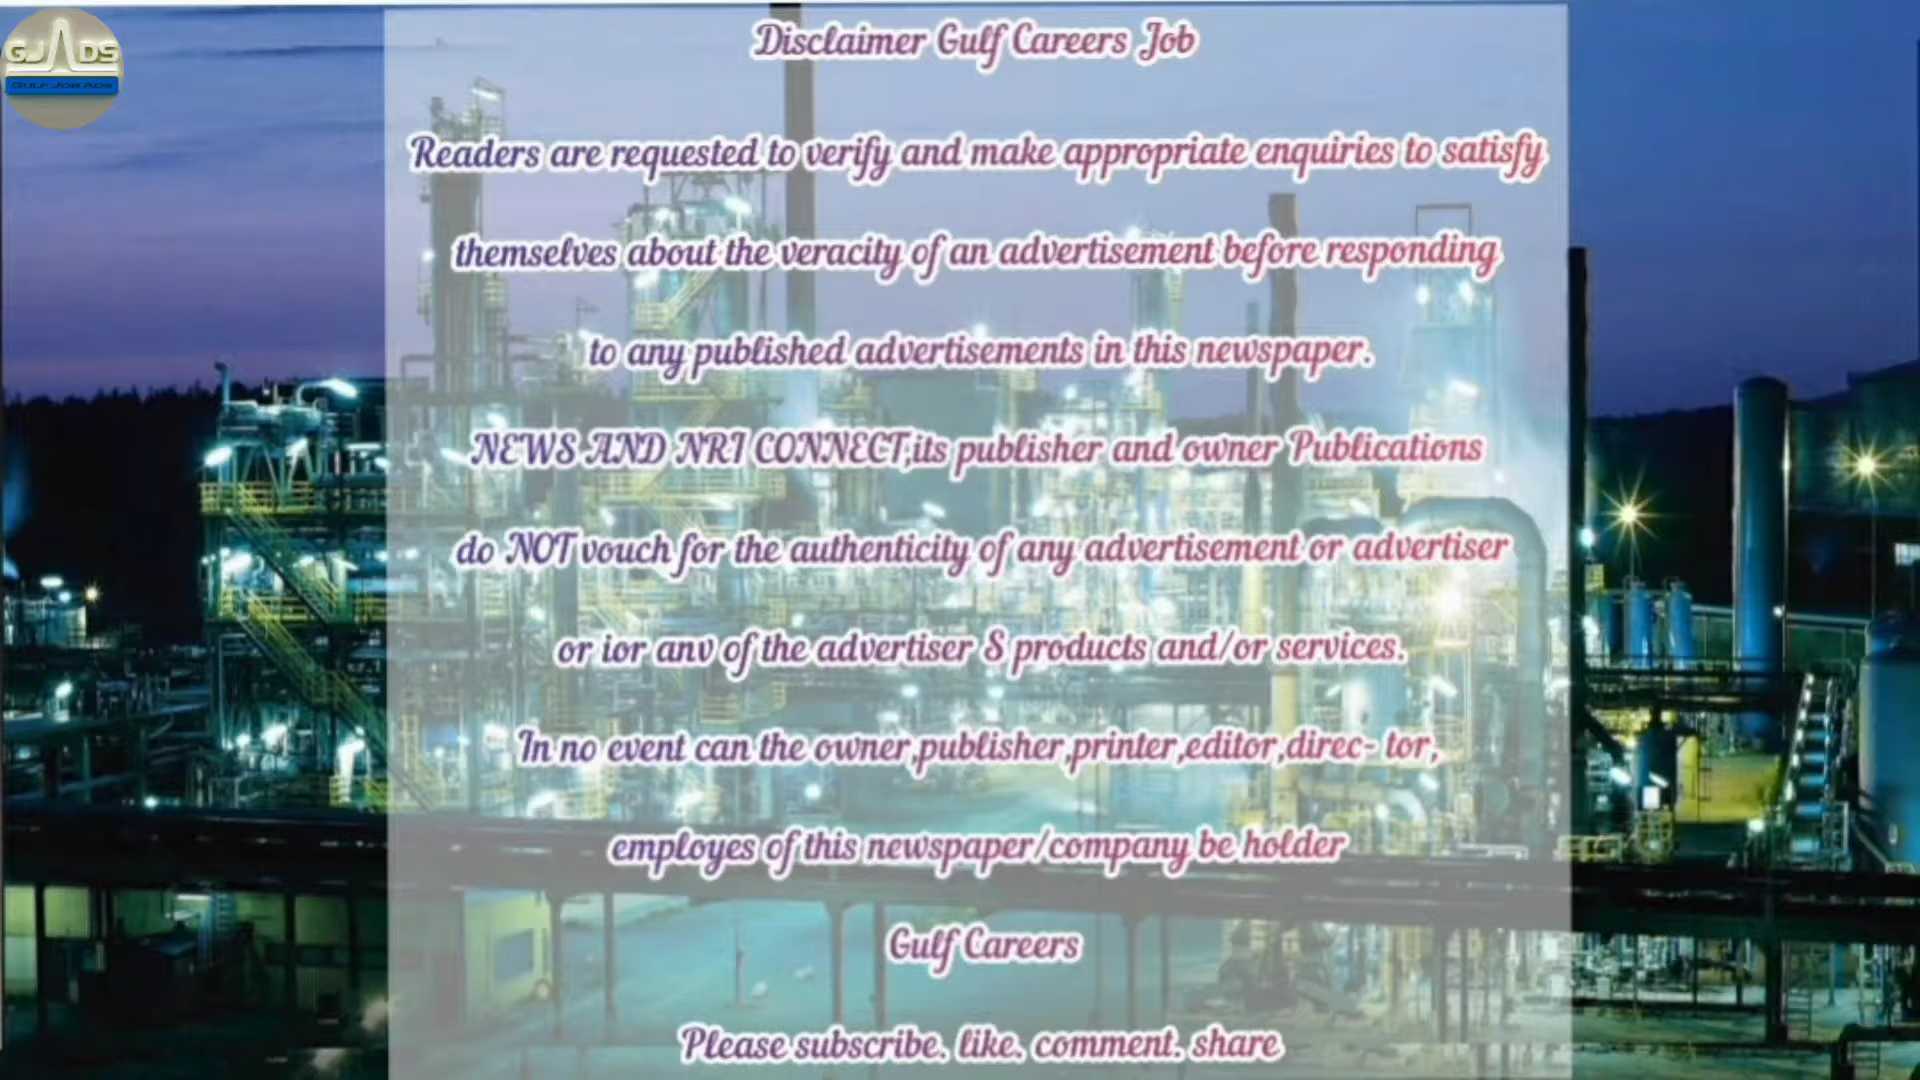 GJADS
GULF JOB ADS
Disclaimer Gulf Careers Job
Readers are requested to verify and make appropriate enquiries to satisfy
themselves about the veracity of an advertisement before responding
to any published advertisements in this newspaper.
NEWS AND NRI CONNECT,its publisher and owner Publications
do NOT vouch for the authenticity of any advertisement or advertiser
or ior anv of the advertiser S products and/or services.
In no event can the owner,publisher,printer,editor,direc- tor,
employes of this newspaper/company be holder
Gulf Careers
Please subscribe. like. comment. share